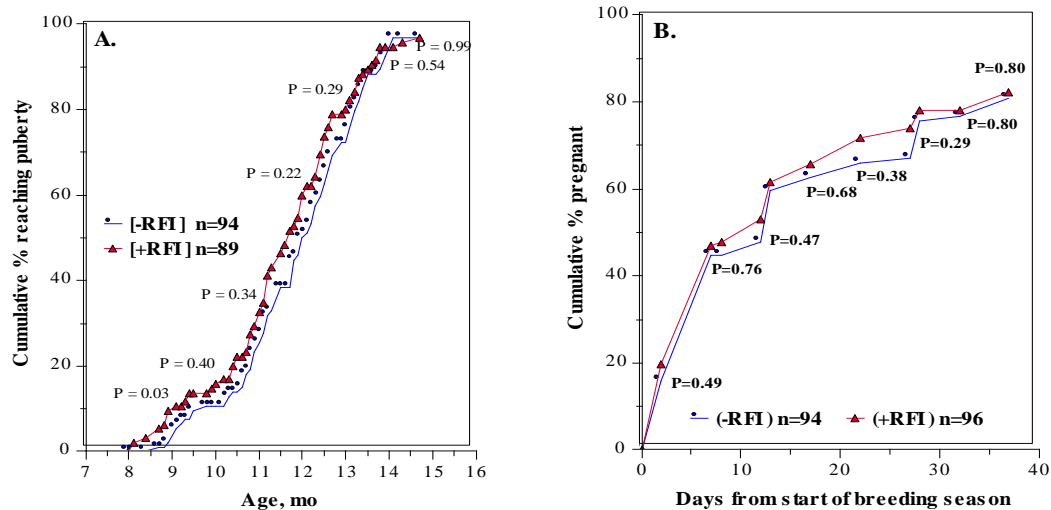 A.
Cumulative % reaching puberty
100
80
60
40
20
0
P = 0.99
P = 0.54
P = 0.29
P = 0.22
P = 0.34
P = 0.40
P = 0.03
[-RFI] n=94
[+RFI] n=89
7 8 9 10 11 12 13 14 15 16
Age, mo
B.
Cumulative % pregnant
100
80
60
40
20
0
P=0.80
P=0.80
P=0.29
P=0.38
P=0.68
P=0.47
P=0.76
P=0.49
(-RFI) n=94 (+RFI) n=96
0 10 20 30 40
Days from start of breeding season